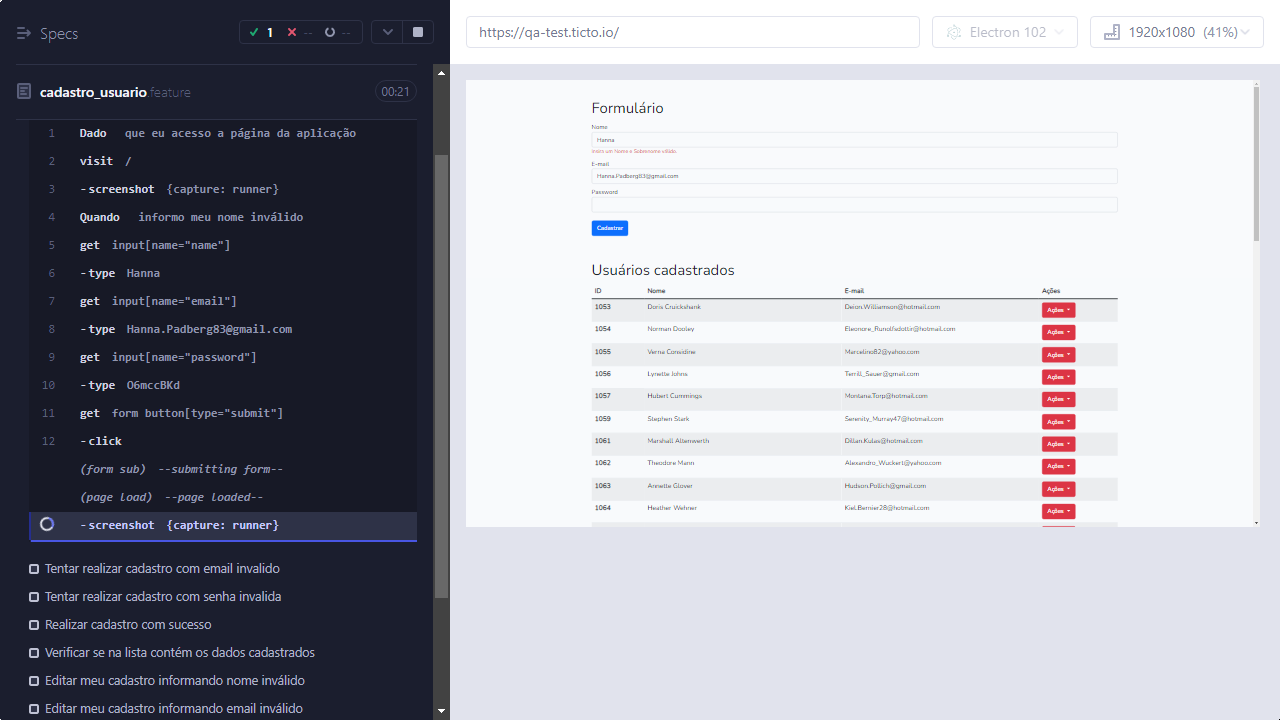 Specs
1 -- --
cadastro_usuario.feature 00:21
1 Dado que eu acesso a página da aplicação
2 visit /
3 -screenshot {capture: runner}
4 Quando informo meu nome inválido
5 get input[name="name"]
6 -type Hanna
7 get input[name="email"]
8 -type Hanna.Padberg83@gmail.com
9 get input[name="password"]
10 -type O6mccBKd
11 get form button[type="submit"]
12 -click
(form sub) --submitting form--
(page load) --page loaded--
-screenshot {capture: runner}
Tentar realizar cadastro com email invalido
Tentar realizar cadastro com senha invalida
Realizar cadastro com sucesso
Verificar se na lista contém os dados cadastrados
Editar meu cadastro informando nome inválido
Editar meu cadastro informando email inválido
https://qa-test.ticto.io/ Electron 102 1920x1080 (41%)
Formulário
Nome
Hanna
Insira um Nome e Sobrenome válido.
E-mail
Hanna.Padberg83@gmail.com
Password
Cadastrar
Usuários cadastrados
ID Nome E-mail Ações
1053 Doris Cruickshank Deion.Williamson@hotmail.com Ações
1054 Norman Dooley Eleonore_Runolfsdottir@hotmail.com Ações
1055 Verna Considine Marcelino82@yahoo.com Ações
1056 Lynette Johns Terrill_Sauer@gmail.com Ações
1057 Hubert Cummings Montana.Torp@hotmail.com Ações
1059 Stephen Stark Serenity_Murray47@hotmail.com Ações
1061 Marshall Altenwerth Dillan.Kulas@hotmail.com Ações
1062 Theodore Mann Alexandro_Wuckert@yahoo.com Ações
1063 Annette Glover Hudson.Pollich@gmail.com Ações
1064 Heather Wehner Kiel.Bernier28@hotmail.com Ações